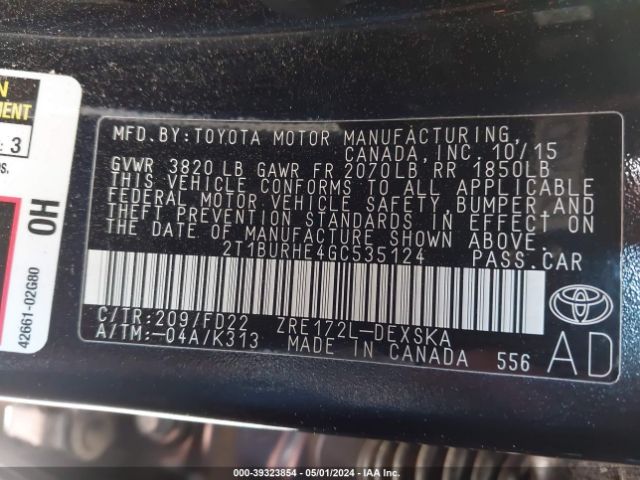 N
EMENT
: 3
S.
OH
42661-02G80
MFD.BY:TOYOTA MOTOR MANUFACTURING
CANADA,INC. 10/15
GVWR 3820 LB GAWR FR 2070LB RR 1850LB
THIS VEHICLE CONFORMS TO ALL APPLICABLE
FEDERAL MOTOR VEHICLE SAFETY, BUMPER AND
THEFT PREVENTION STANDARDS IN EFFECT ON
THE DATE OF MANUFACTURE SHOWN ABOVE.
2T1BURHE4GC535124 PASS.CAR
C/TR:209/FD22 ZRE172L-DEXSKA
A/TM:-04A/K313 MADE IN CANADA 556
AD
000-39323854 - 05/01/2024 - IAA Inc.